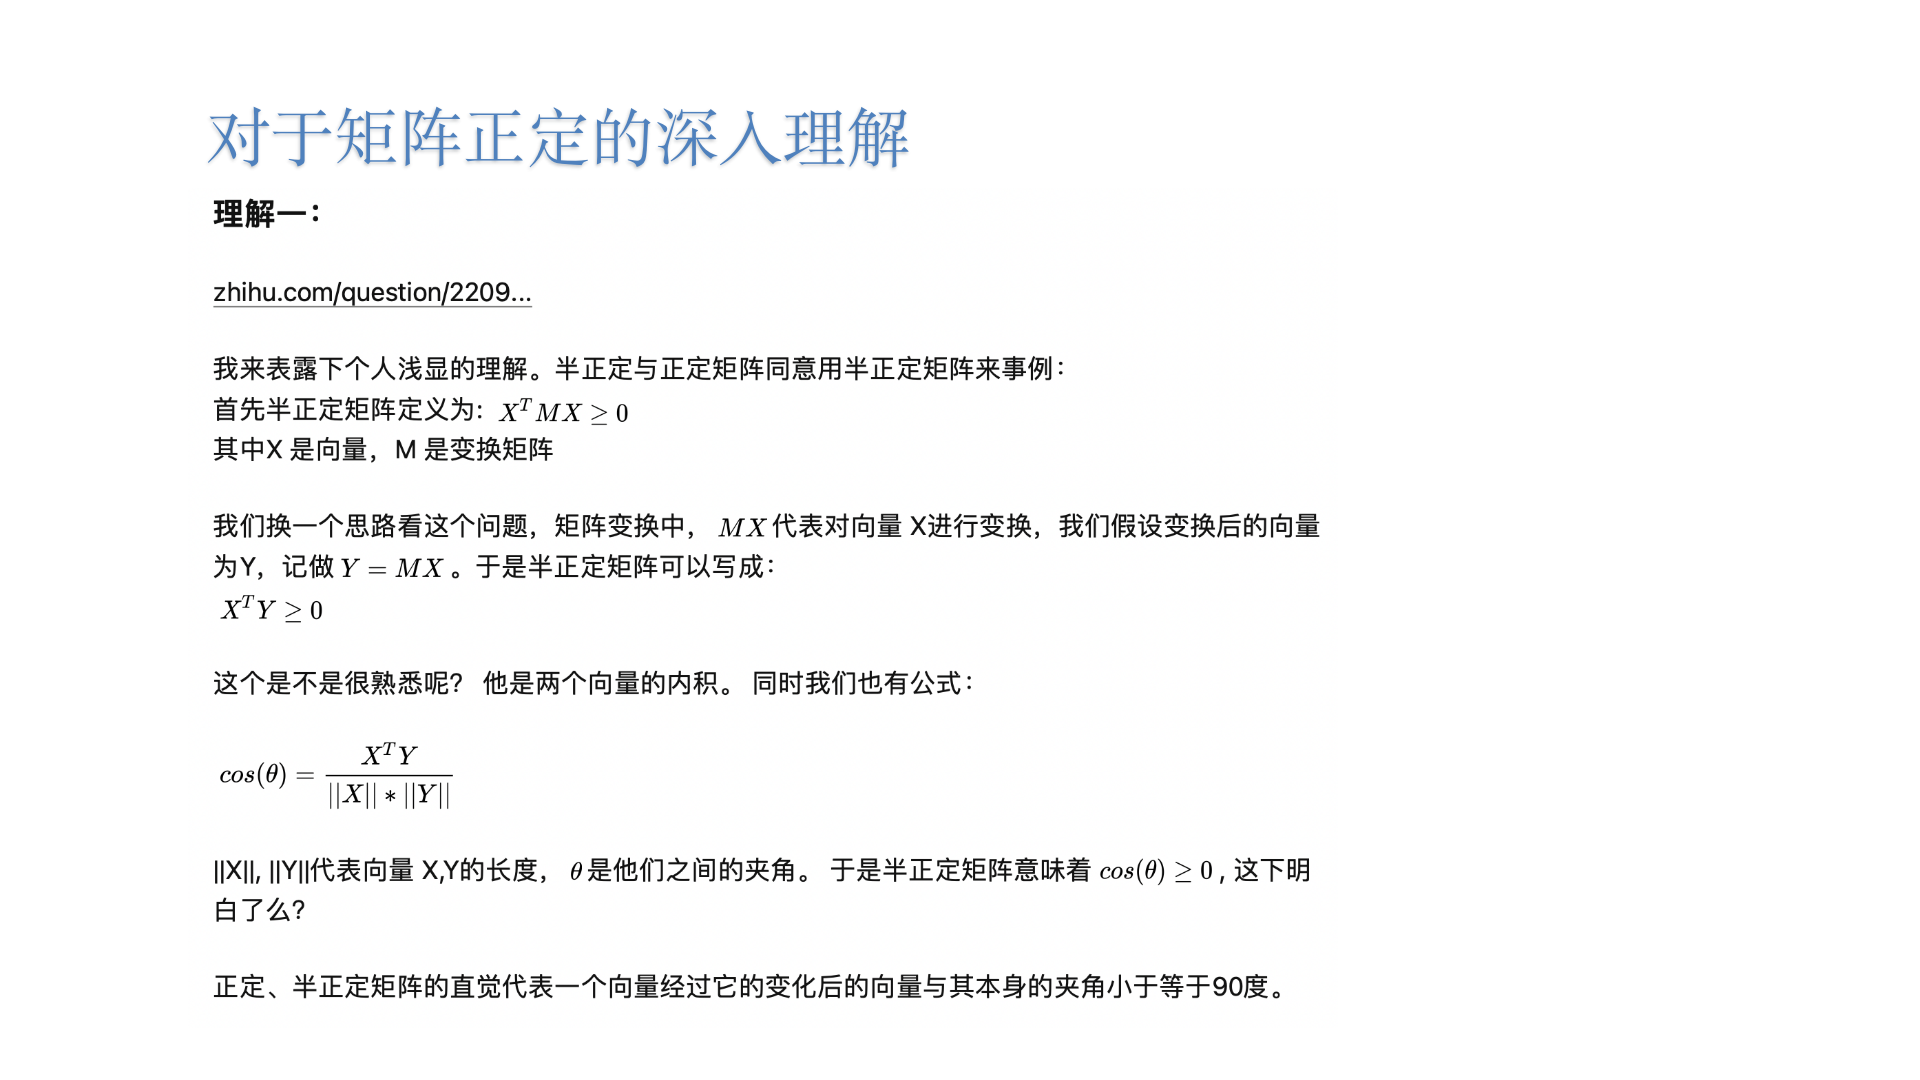 对于矩阵正定的深入理解
理解一：
zhihu.com/question/2209...
我来表露下个人浅显的理解。半正定与正定矩阵同意用半正定矩阵来事例：
首先半正定矩阵定义为: X^T MX ≥ 0
其中X 是向量，M 是变换矩阵
我们换一个思路看这个问题，矩阵变换中， MX 代表对向量 X进行变换，我们假设变换后的向量
为Y，记做 Y = MX 。于是半正定矩阵可以写成：
X^T Y ≥ 0
这个是不是很熟悉呢? 他是两个向量的内积。 同时我们也有公式：
cos(θ) = X^T Y / ||X|| * ||Y||
||X||, ||Y||代表向量 X,Y的长度， θ 是他们之间的夹角。 于是半正定矩阵意味着 cos(θ) ≥ 0 , 这下明
白了么?
正定、半正定矩阵的直觉代表一个向量经过它的变化后的向量与其本身的夹角小于等于90度。